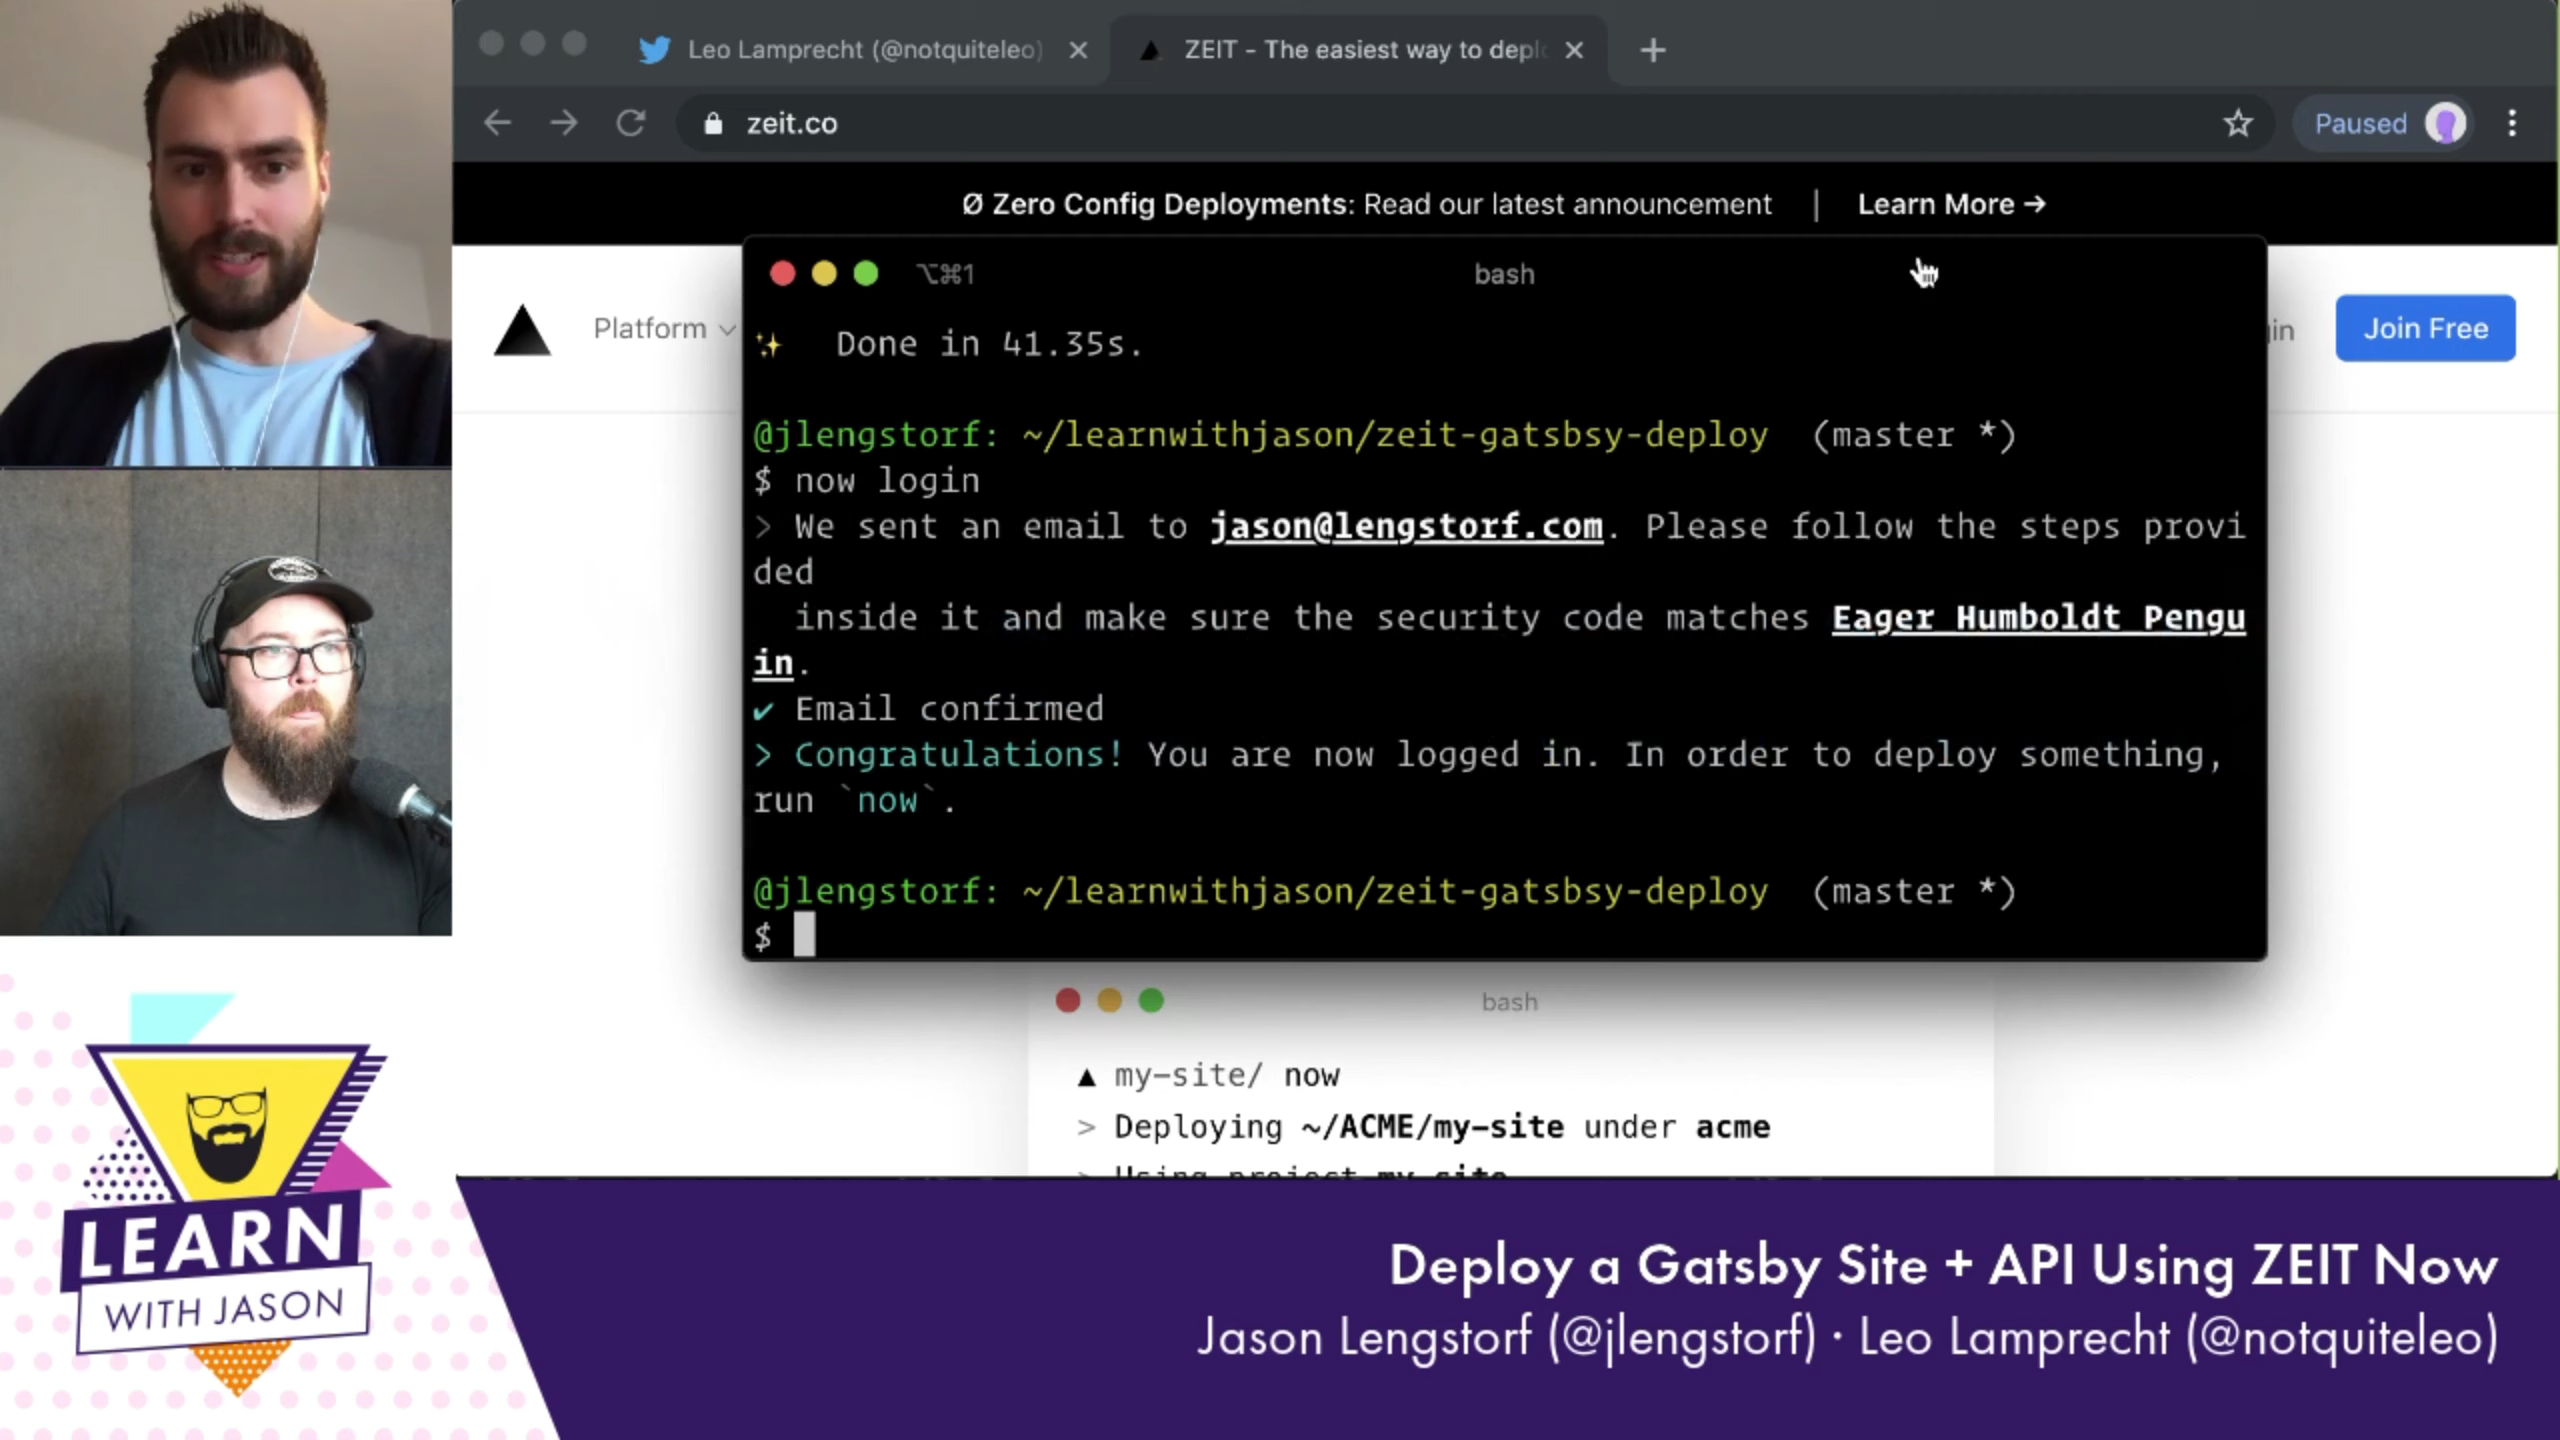 Leo Lamprecht (@notquiteleo)
ZEIT - The easiest way to depl
zeit.co
Paused
Ø Zero Config Deployments: Read our latest announcement | Learn More →
⌥⌘1 bash
Platform
gin
Join Free
✨ Done in 41.35s.
@jlengstorf: ~/learnwithjason/zeit-gatsbsy-deploy (master *)
$ now login
> We sent an email to jason@lengstorf.com. Please follow the steps provi
ded
inside it and make sure the security code matches Eager Humboldt Pengu
in.
✔ Email confirmed
> Congratulations! You are now logged in. In order to deploy something,
run `now`.
@jlengstorf: ~/learnwithjason/zeit-gatsbsy-deploy (master *)
$
bash
▲ my-site/ now
> Deploying ~/ACME/my-site under acme
> Using project my-site
LEARN
WITH JASON
Deploy a Gatsby Site + API Using ZEIT Now
Jason Lengstorf (@jlengstorf) · Leo Lamprecht (@notquiteleo)